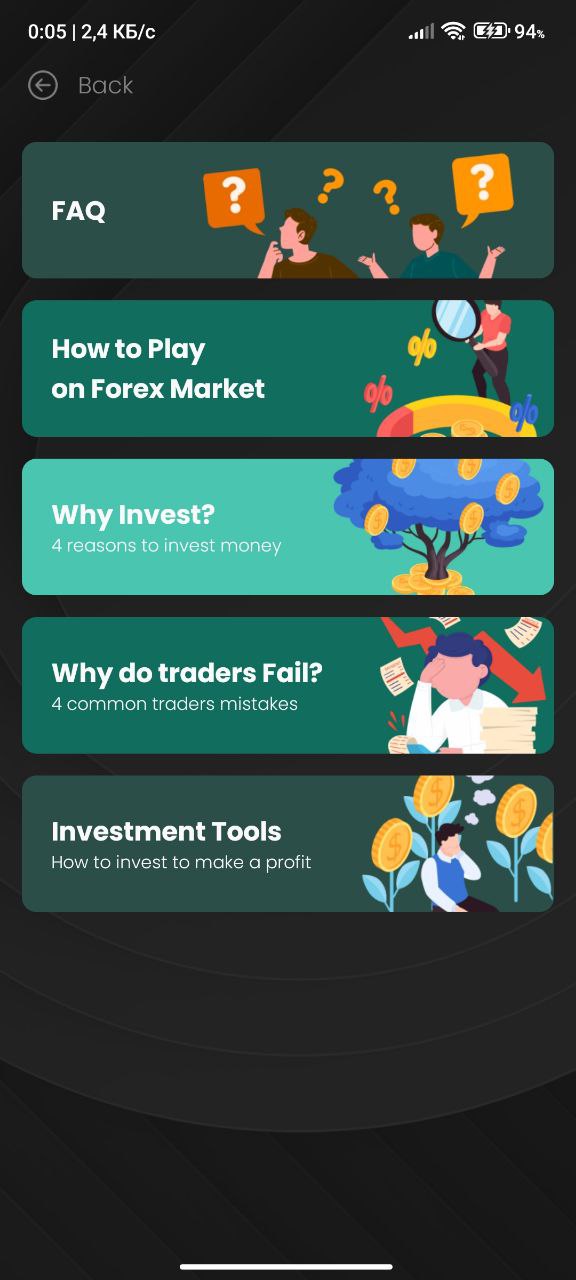 0:05 | 2,4 КБ/с 94%
Back
FAQ
? ? ? ?
How to Play
on Forex Market
% % %
Why Invest?
4 reasons to invest money
Why do traders Fail?
4 common traders mistakes
Investment Tools
How to invest to make a profit